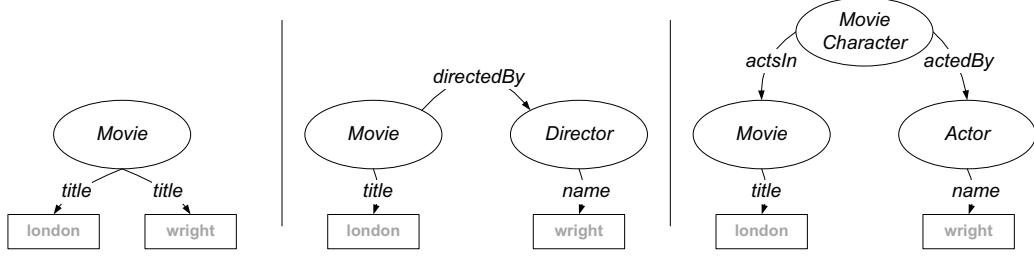 Movie
title
title
london
wright
directedBy
Movie
Director
title
name
london
wright
Movie
Character
actsIn
actedBy
Movie
Actor
title
name
london
wright